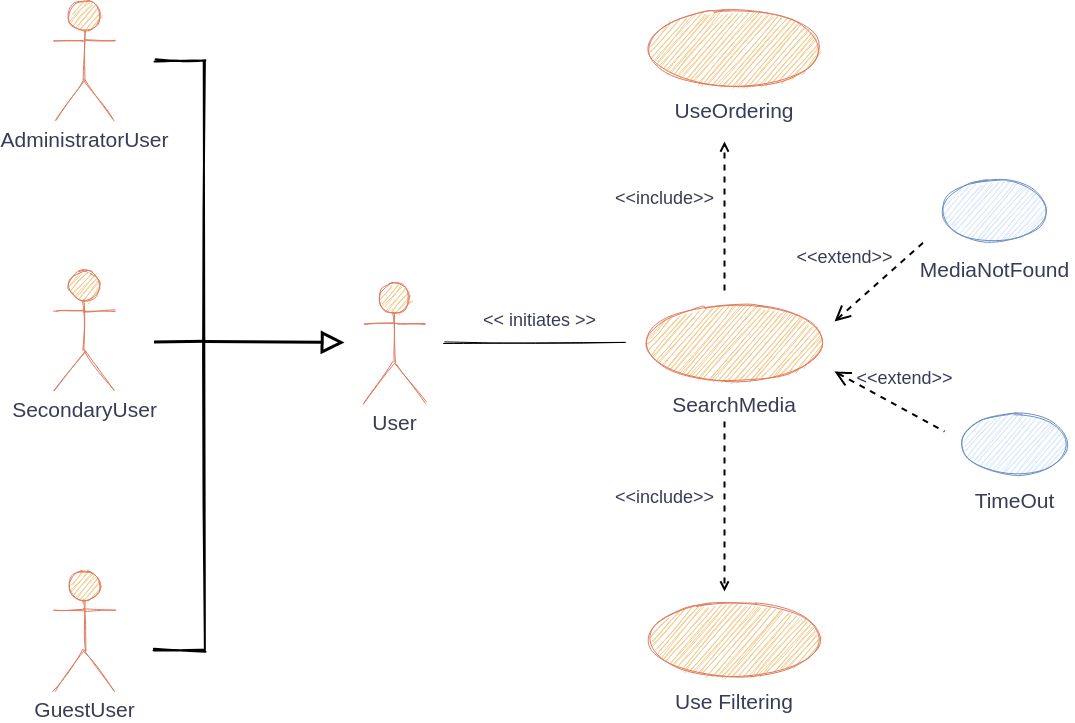 UseOrdering
AdministratorUser
<<include>>
<<extend>>
MediaNotFound
<< initiates >>
<<extend>>
SearchMedia
SecondaryUser
User
<<include>>
TimeOut
Use Filtering
GuestUser